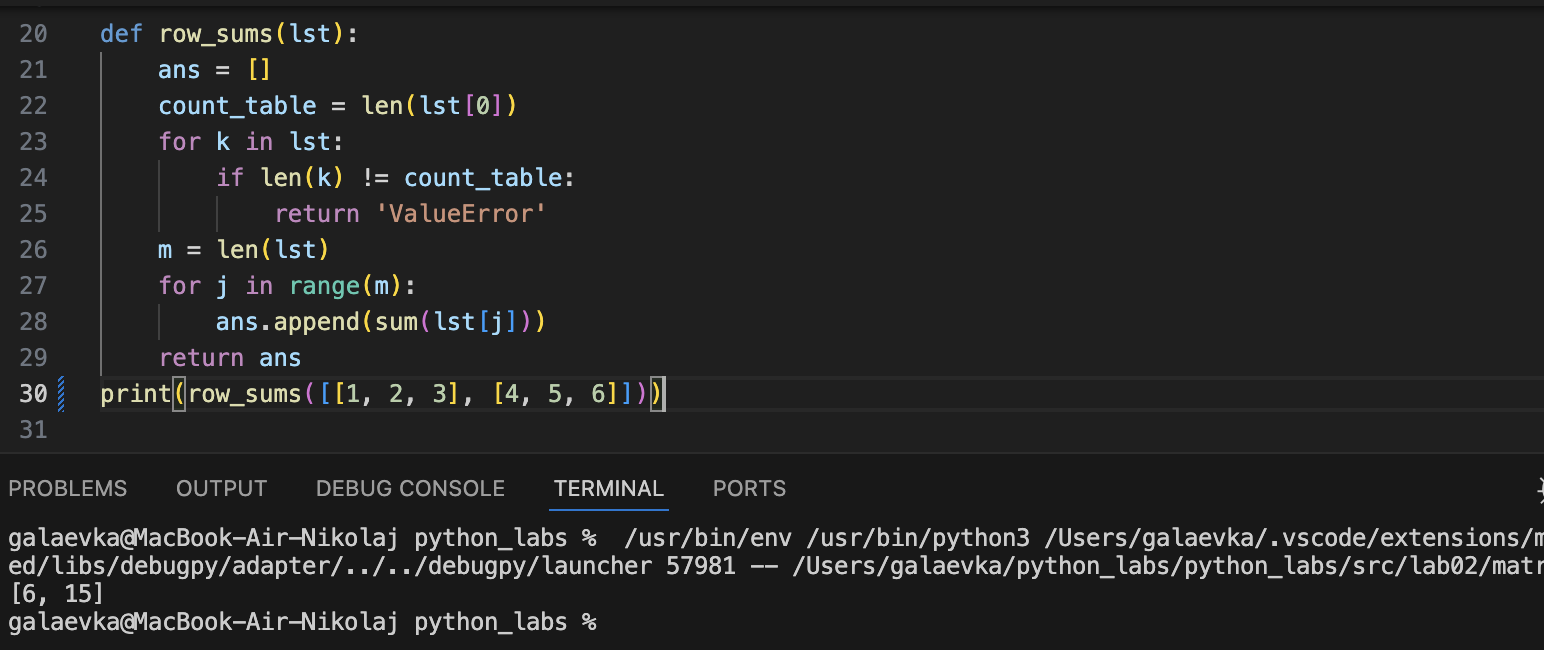 20 def row_sums(lst):
21     ans = []
22     count_table = len(lst[0])
23     for k in lst:
24         if len(k) != count_table:
25             return 'ValueError'
26     m = len(lst)
27     for j in range(m):
28         ans.append(sum(lst[j]))
29     return ans
30 print(row_sums([[1, 2, 3], [4, 5, 6]]))
31
PROBLEMS OUTPUT DEBUG CONSOLE TERMINAL PORTS
galaevka@MacBook-Air-Nikolaj python_labs %  /usr/bin/env /usr/bin/python3 /Users/galaevka/.vscode/extensions/m
ed/libs/debugpy/adapter/../../debugpy/launcher 57981 -- /Users/galaevka/python_labs/python_labs/src/lab02/matr
[6, 15]
galaevka@MacBook-Air-Nikolaj python_labs %